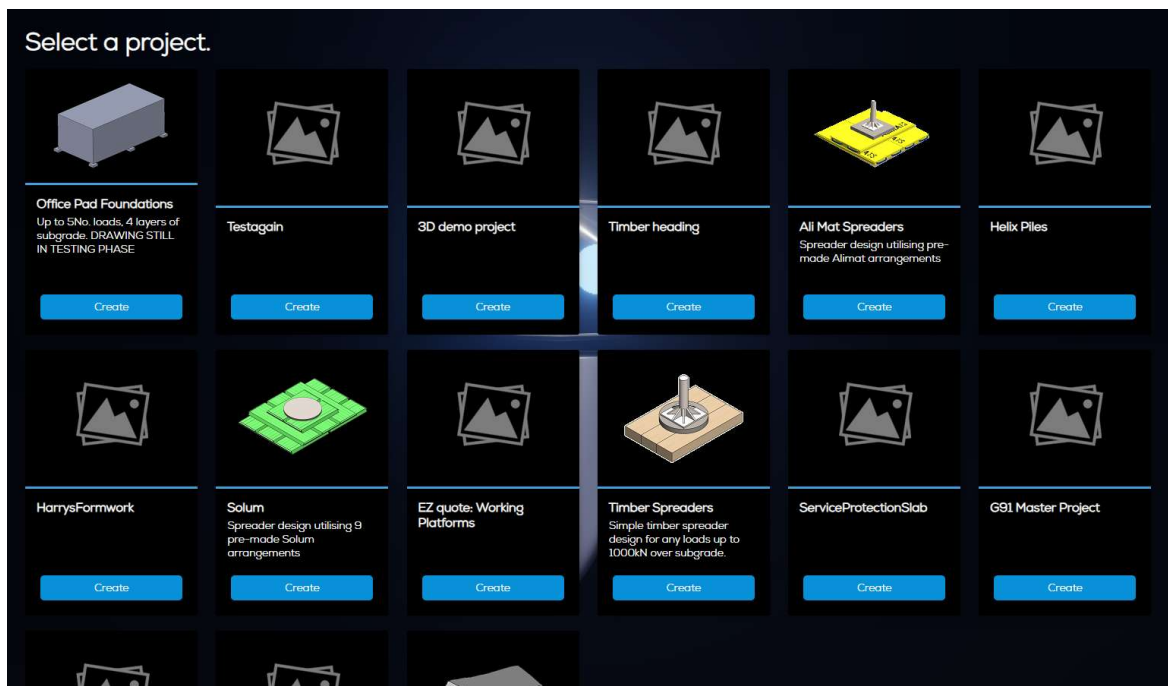 Select a project.
Office Pad Foundations
Up to 5No. loads, 4 layers of
subgrade. DRAWING STILL
IN TESTING PHASE
Create
Testagain
Create
3D demo project
Create
Timber heading
Create
Ali Mat Spreaders
Spreader design utilising pre-
made Alimat arrangements
Create
Helix Piles
Create
HarrysFormwork
Create
Solum
Spreader design utilising 9
pre-made Solum
arrangements
Create
EZ quote: Working
Platforms
Create
Timber Spreaders
Simple timber spreader
design for any loads up to
1000kN over subgrade.
Create
ServiceProtectionSlab
Create
G91 Master Project
Create